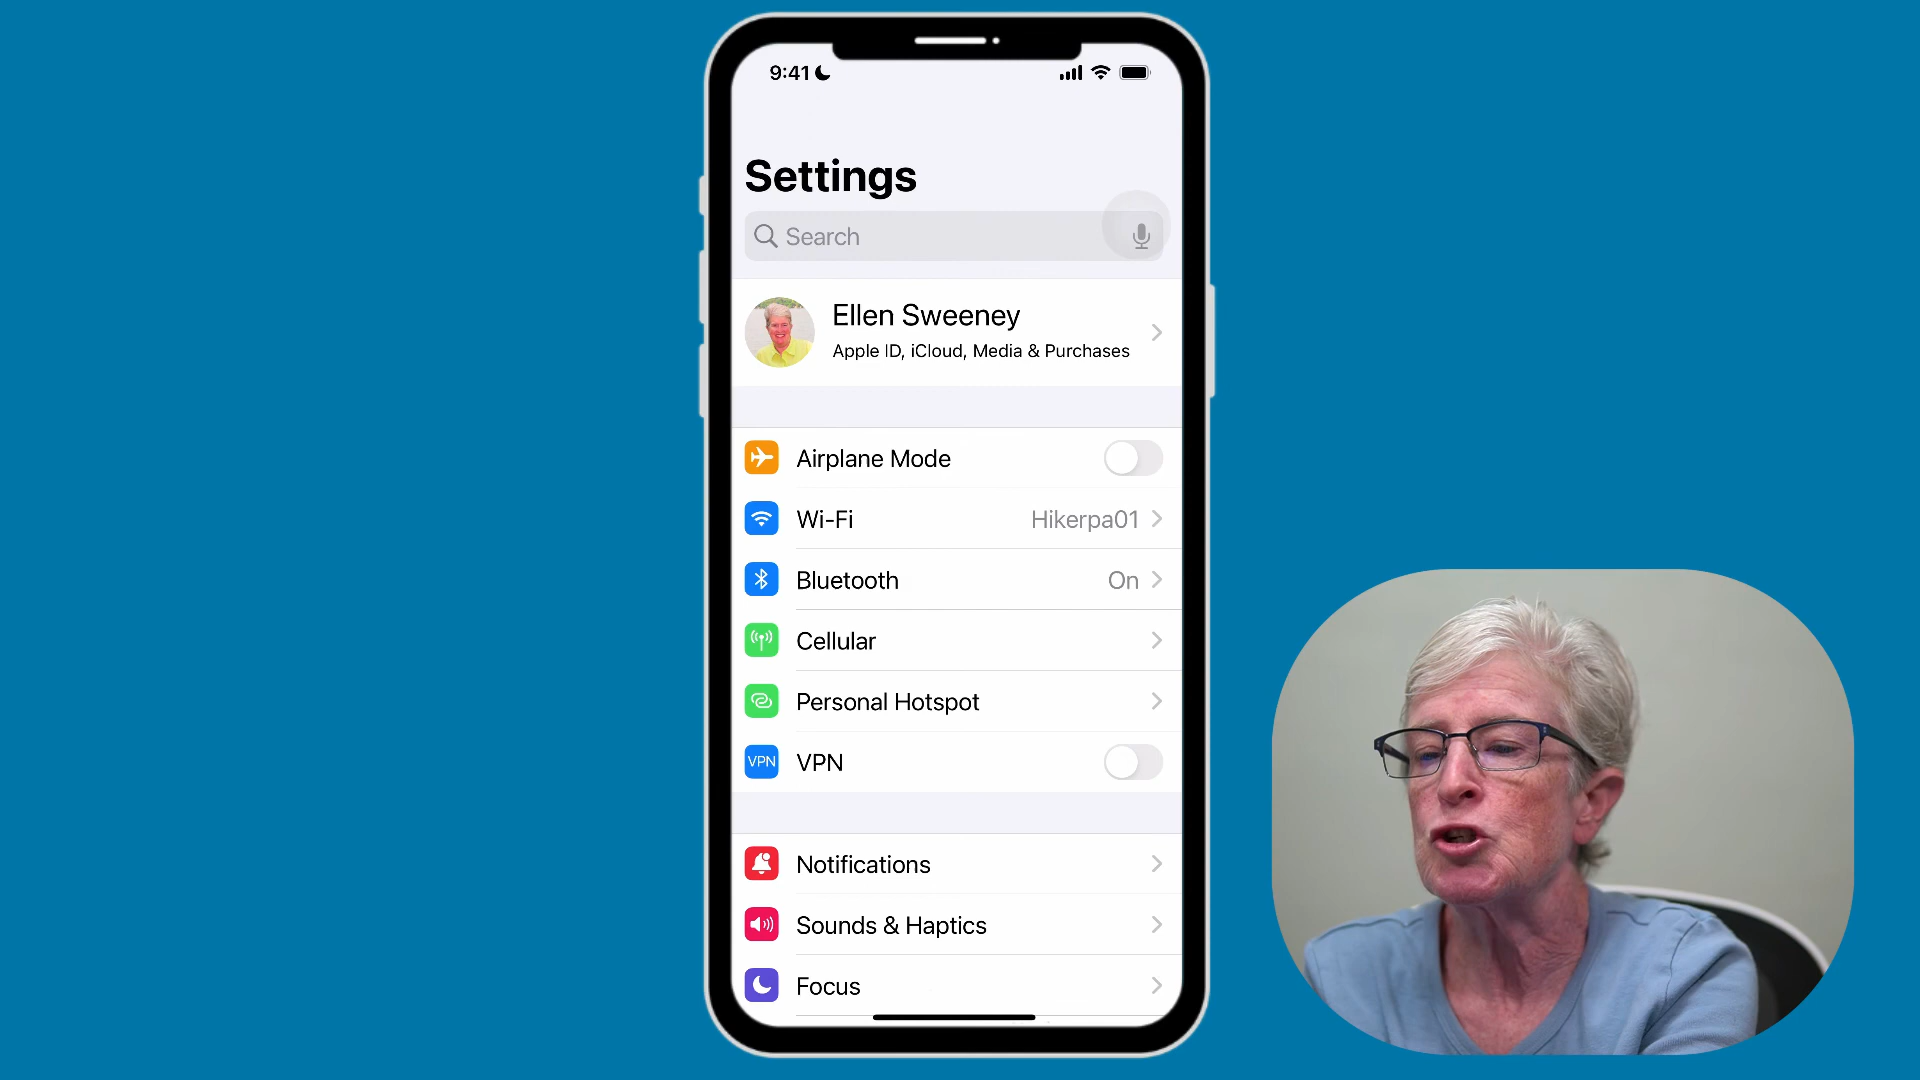 9:41
Settings
Search
Ellen Sweeney
Apple ID, iCloud, Media & Purchases
Airplane Mode
Wi-Fi Hikerpa01
Bluetooth On
Cellular
Personal Hotspot
VPN VPN
Notifications
Sounds & Haptics
Focus